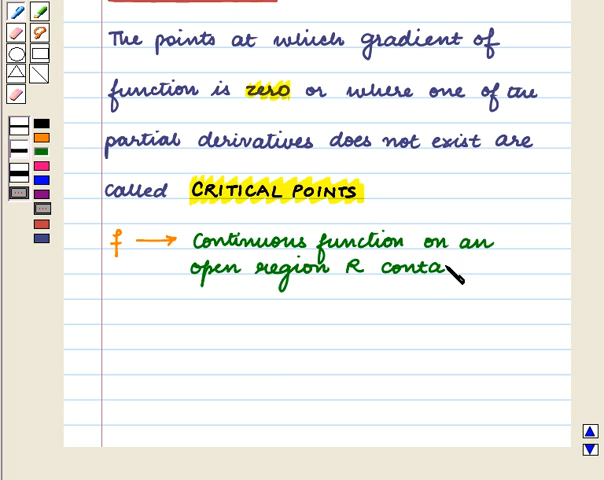 The points at which gradient of
function is zero or where one of the
partial derivatives does not exist are
called CRITICAL POINTS
f → Continuous function on an
open region R conta